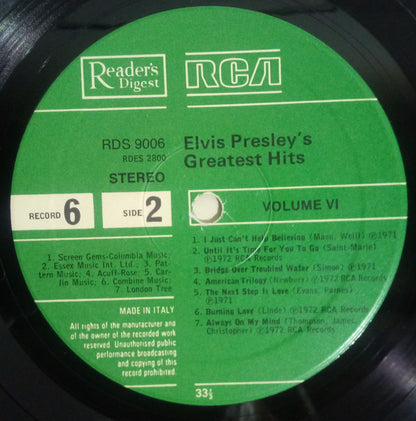 Reader's
Digest
RCA
RDS 9006
RDES 2800
STEREO
Elvis Presley's
Greatest Hits
RECORD 6
SIDE 2
VOLUME VI
1. Screen Gems-Columbia Music;
2. Essex Music Int. Ltd.; 3. Pat-
tern Music; 4. Acuff-Rose; 5. Car-
lin Music; 6. Combine Music;
7. London Tree
1. I Just Can't Help Believing (Mann, Weil) ℗1971
2. Until It's Time For You To Go (Saint-Marie)
℗1972 RCA Records
3. Bridge Over Troubled Water (Simon) ℗1971
4. American Trilogy (Newbury) ℗1972 RCA Records
5. The Next Step Is Love (Evans, Parnes)
℗1971
6. Burning Love (Linde) ℗1972 RCA Records
7. Always On My Mind (Thompson, James,
Christopher) ℗1972 RCA Records
MADE IN ITALY
All rights of the manufacturer and
of the owner of the recorded work
reserved. Unauthorised public
performance broadcasting
and copying of this
record prohibited.
33⅓